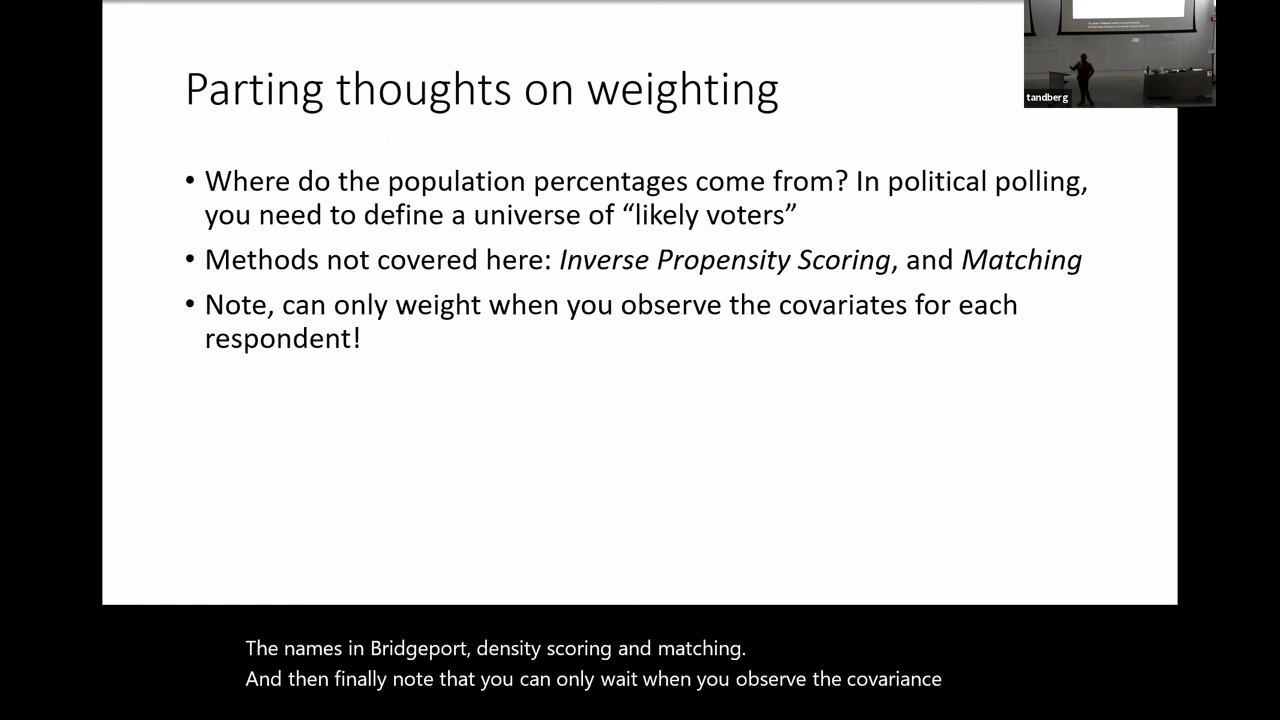 Parting thoughts on weighting
tandberg
• Where do the population percentages come from? In political polling,
you need to define a universe of “likely voters”
• Methods not covered here: Inverse Propensity Scoring, and Matching
• Note, can only weight when you observe the covariates for each
respondent!
The names in Bridgeport, density scoring and matching.
And then finally note that you can only wait when you observe the covariance